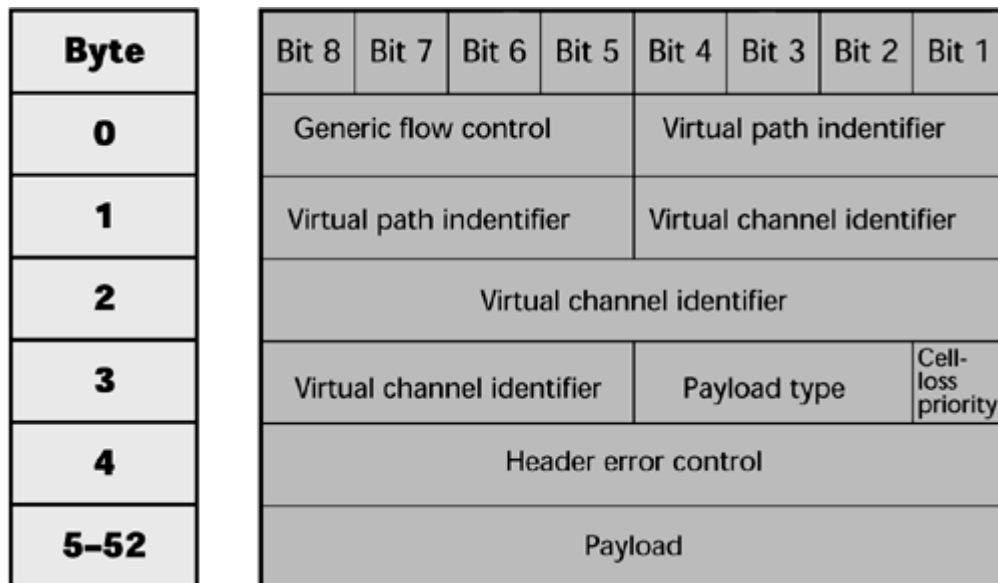 Byte Bit 8 Bit 7 Bit 6 Bit 5 Bit 4 Bit 3 Bit 2 Bit 1
0 Generic flow control Virtual path indentifier
1 Virtual path indentifier Virtual channel identifier
2 Virtual channel identifier
3 Virtual channel identifier Payload type Cell-
loss
priority
4 Header error control
5–52 Payload